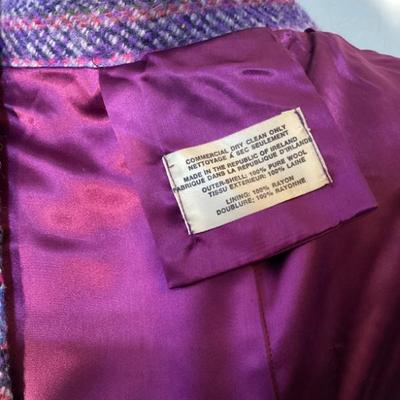 COMMERCIAL DRY CLEAN ONLY
NETTOYAGE A SEC SEULEMENT
MADE IN THE REPUBLIC OF IRELAND
FABRIQUE DANS LA REPUBLIQUE D'IRLANDE
OUTER-SHELL: 100% PURE WOOL
TISSU EXTERIEUR: 100% LAINE
LINING: 100% RAYON
DOUBLURE: 100% RAYONNE